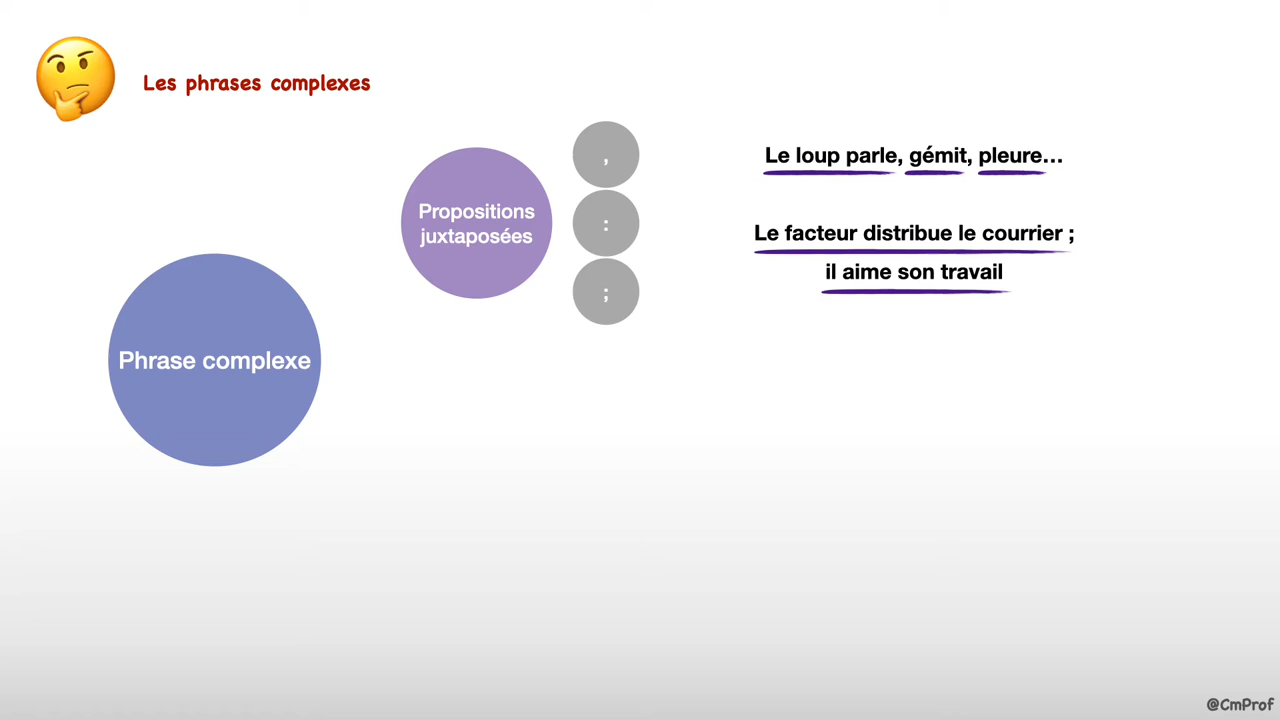 Les phrases complexes
Phrase complexe
Propositions
juxtaposées
,
:
;
Le loup parle, gémit, pleure…
Le facteur distribue le courrier ;
il aime son travail
@CmProf